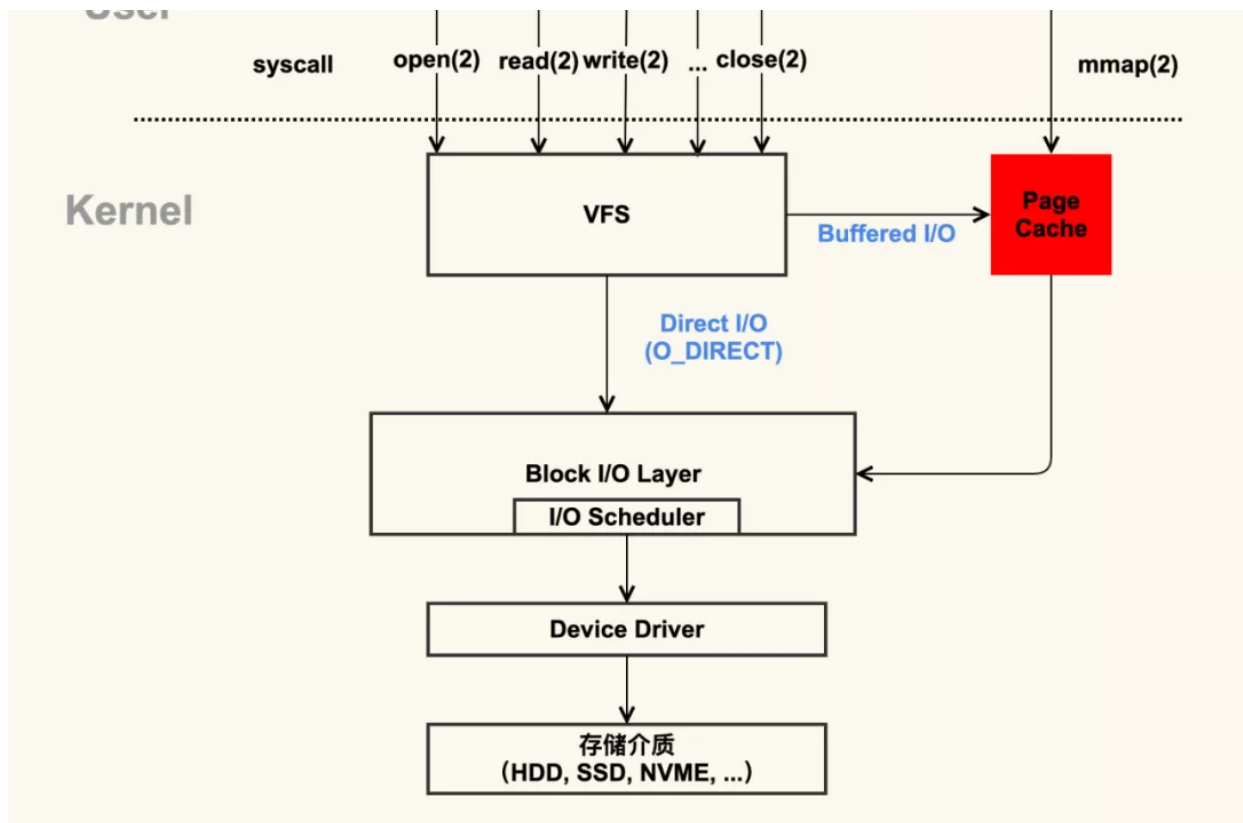 User
syscall
open(2)
read(2)
write(2)
...
close(2)
mmap(2)
Kernel
VFS
Buffered I/O
Page
Cache
Direct I/O
(O_DIRECT)
Block I/O Layer
I/O Scheduler
Device Driver
存储介质
(HDD, SSD, NVME, ...)